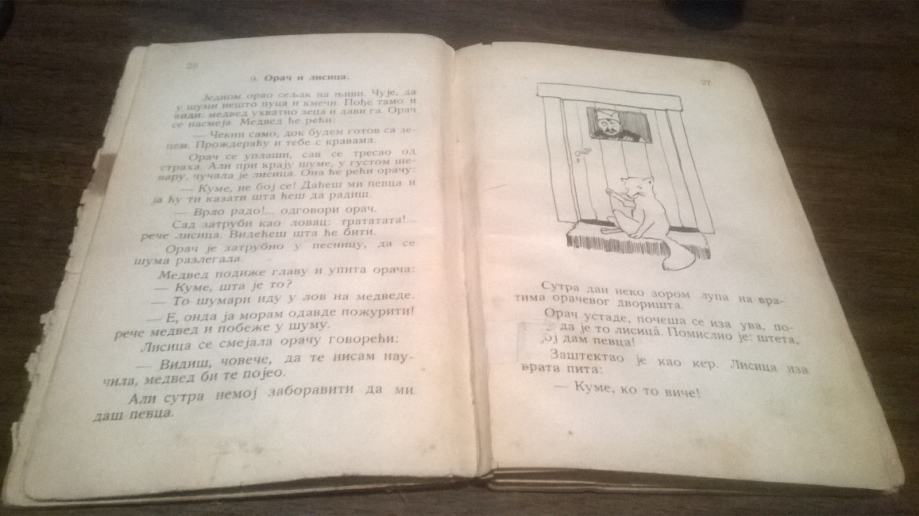 26
9. Орач и лисица.
Једном орао сељак на њиви. Чује, да
у шуми нешто пуца и кмечи. Пође тамо и
види: медвед ухватио зеца и дави га. Орач
се насмеја. Медвед ће рећи:
— Чекни само, док будем готов са зе-
цем. Прождераћу и тебе с кравама.
Орач се уплаши, сав се тресао од
страха. Али при крају шуме, у густом ше-
вару, чучала је лисица. Она ће рећи орачу:
— Куме, не бој се! Даћеш ми певца и
ја ћу ти казати шта ћеш да радиш.
— Врло радо!... одговори орач.
Сад затруби као ловац: тратата­та!...
рече лисица. Видећеш шта ће бити.
Орач је затрубио у песницу, да се
шума разлегала.
Медвед подиже главу и упита орача:
— Куме, шта је то?
— То шумари иду у лов на медведе.
— Е, онда ја морам одавде пожурити!
рече медвед и побеже у шуму.
Лисица се смејала орачу говорећи:
— Видиш, човече, да те нисам нау-
чила, медвед би те појео.
Али сутра немој заборавити да ми
даш певца.
27
Сутра дан неко зором лупа на вра-
тима орачевог дворишта.
Орач устаде, почеша се иза ува, по-
да је то лисица. Помислио је: штета,
дам певца!
Заштектао је као кер. Лисица иза
врата пита:
— Куме, ко то виче!